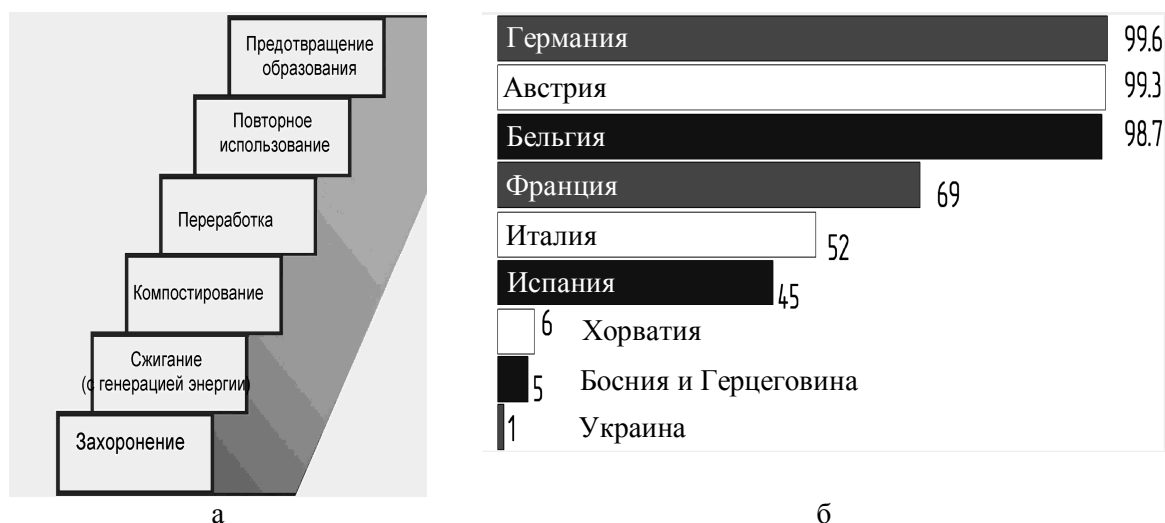 Предотвращение
образования
Повторное
использование
Переработка
Компостирование
Сжигание
(с генерацией энергии)
Захоронение
а
Германия 99.6
Австрия 99.3
Бельгия 98.7
Франция 69
Италия 52
Испания 45
6 Хорватия
5 Босния и Герцеговина
1 Украина
б